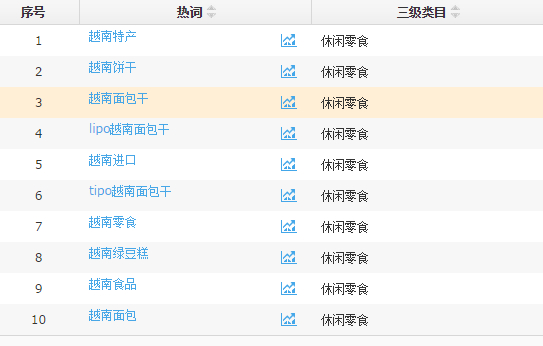 序号 热词 三级类目
1 越南特产 休闲零食
2 越南饼干 休闲零食
3 越南面包干 休闲零食
4 lipo越南面包干 休闲零食
5 越南进口 休闲零食
6 tipo越南面包干 休闲零食
7 越南零食 休闲零食
8 越南绿豆糕 休闲零食
9 越南食品 休闲零食
10 越南面包 休闲零食